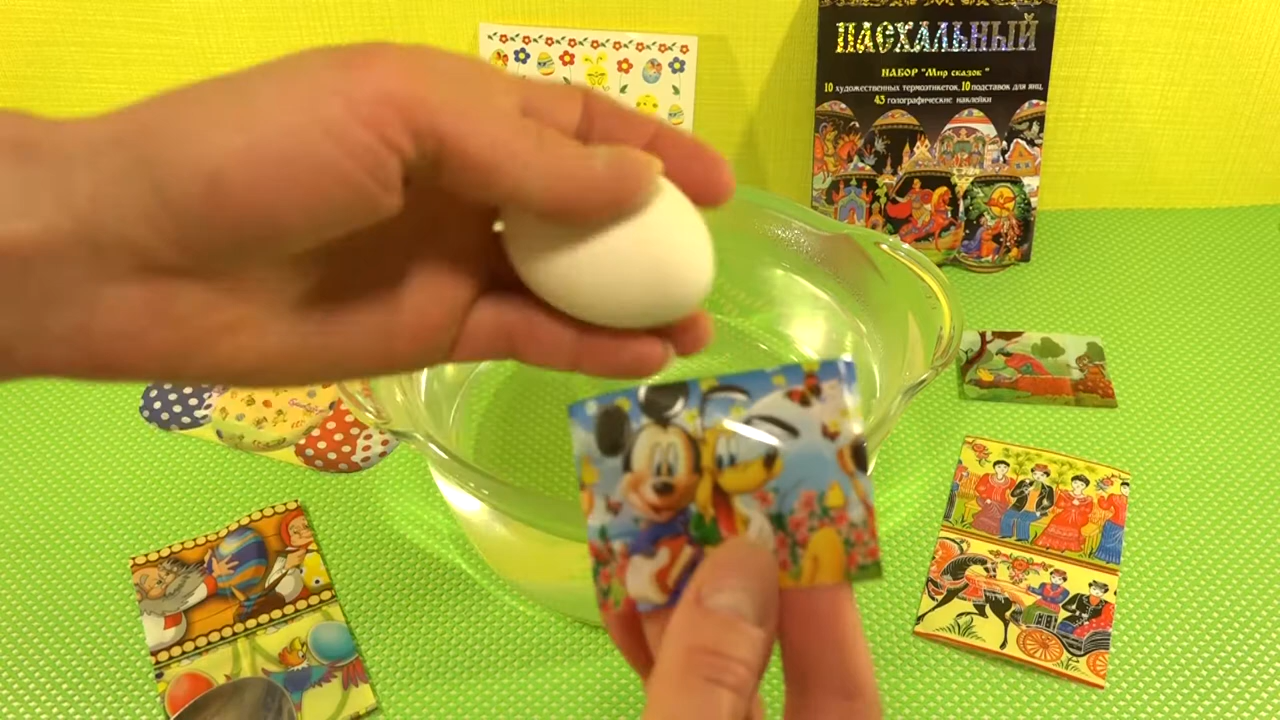 ПАСХАЛЬНЫЙ
НАБОР "Мир сказок"
10 художественных термоэтикеток, 10 подставок для яиц,
43 голографические наклейки